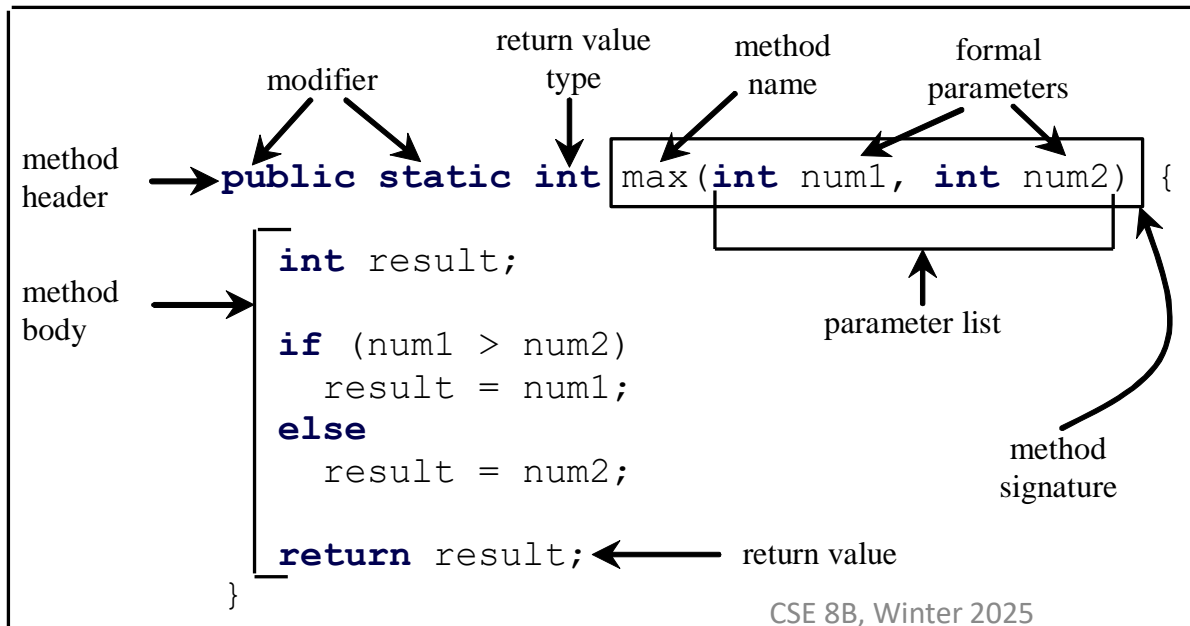 return value
type
method
name
formal
parameters
modifier
method
header
public static int max(int num1, int num2) {
method
body
int result;
if (num1 > num2)
result = num1;
else
result = num2;
return result;
}
parameter list
method
signature
return value
CSE 8B, Winter 2025